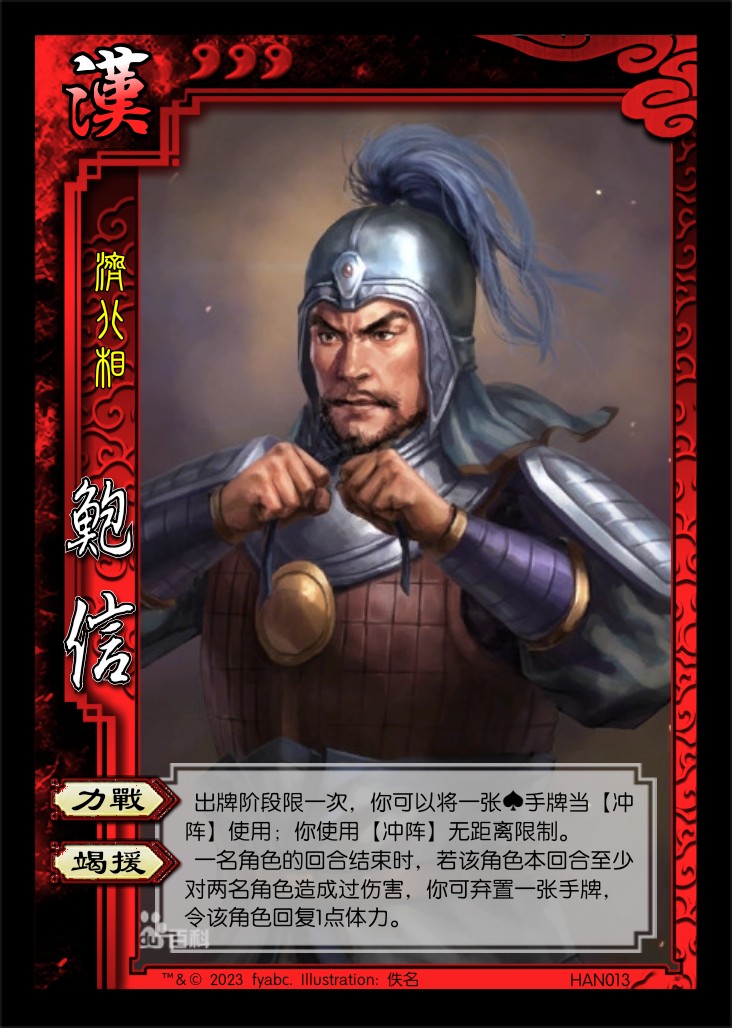 漢
濟北相
鮑信
力戰
出牌阶段限一次，你可以将一张♠手牌当【冲
阵】使用；你使用【冲阵】无距离限制。
竭援
一名角色的回合结束时，若该角色本回合至少
对两名角色造成过伤害，你可弃置一张手牌，
令该角色回复1点体力。
du百科
™&© 2023 fyabc. Illustration: 佚名
HAN013